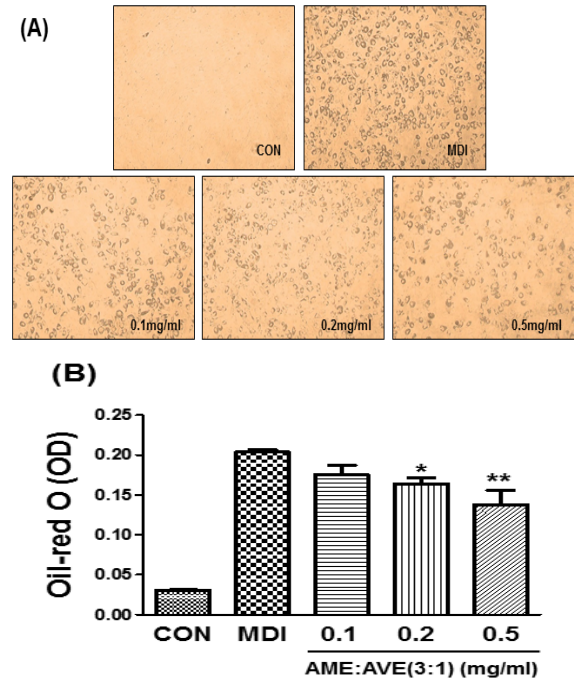 (A)
CON
MDI
0.1mg/ml
0.2mg/ml
0.5mg/ml
(B)
Oil-red O (OD)
0.25
0.20
0.15
0.10
0.05
0.00
*
**
CON MDI 0.1 0.2 0.5
AME:AVE(3:1) (mg/ml)